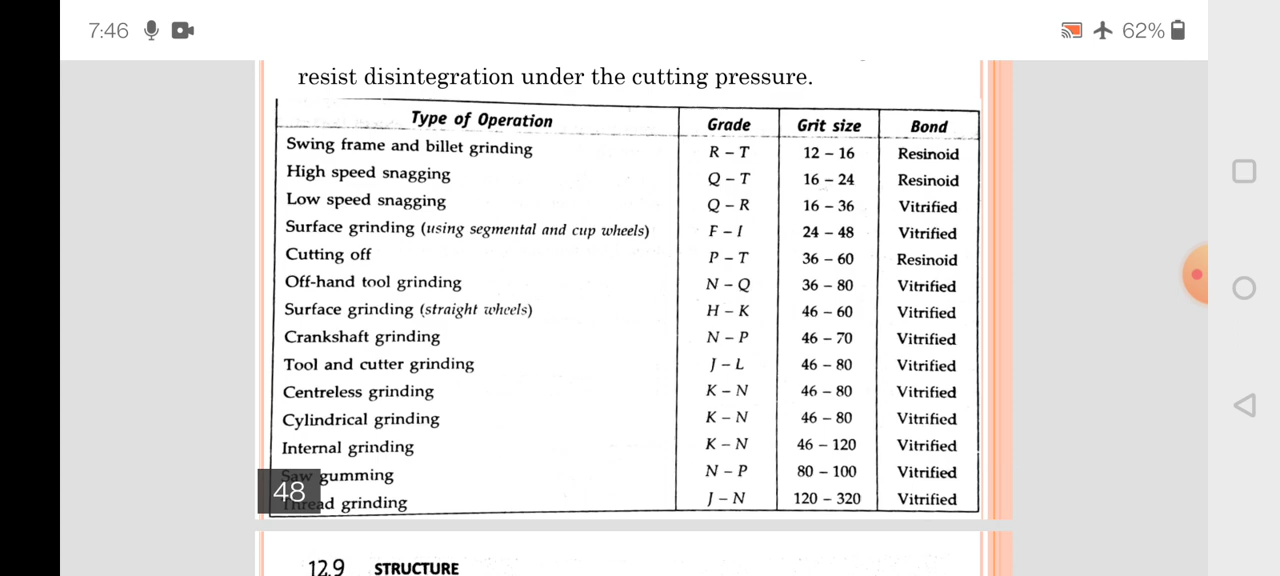 7:46 62%
resist disintegration under the cutting pressure.
Type of Operation Grade Grit size Bond
Swing frame and billet grinding R – T 12 – 16 Resinoid
High speed snagging Q – T 16 – 24 Resinoid
Low speed snagging Q – R 16 – 36 Vitrified
Surface grinding (using segmental and cup wheels) F – I 24 – 48 Vitrified
Cutting off P – T 36 – 60 Resinoid
Off-hand tool grinding N – Q 36 – 80 Vitrified
Surface grinding (straight wheels) H – K 46 – 60 Vitrified
Crankshaft grinding N – P 46 – 70 Vitrified
Tool and cutter grinding J – L 46 – 80 Vitrified
Centreless grinding K – N 46 – 80 Vitrified
Cylindrical grinding K – N 46 – 80 Vitrified
Internal grinding K – N 46 – 120 Vitrified
Saw gumming N – P 80 – 100 Vitrified
48
Thread grinding J – N 120 – 320 Vitrified
12.9 STRUCTURE